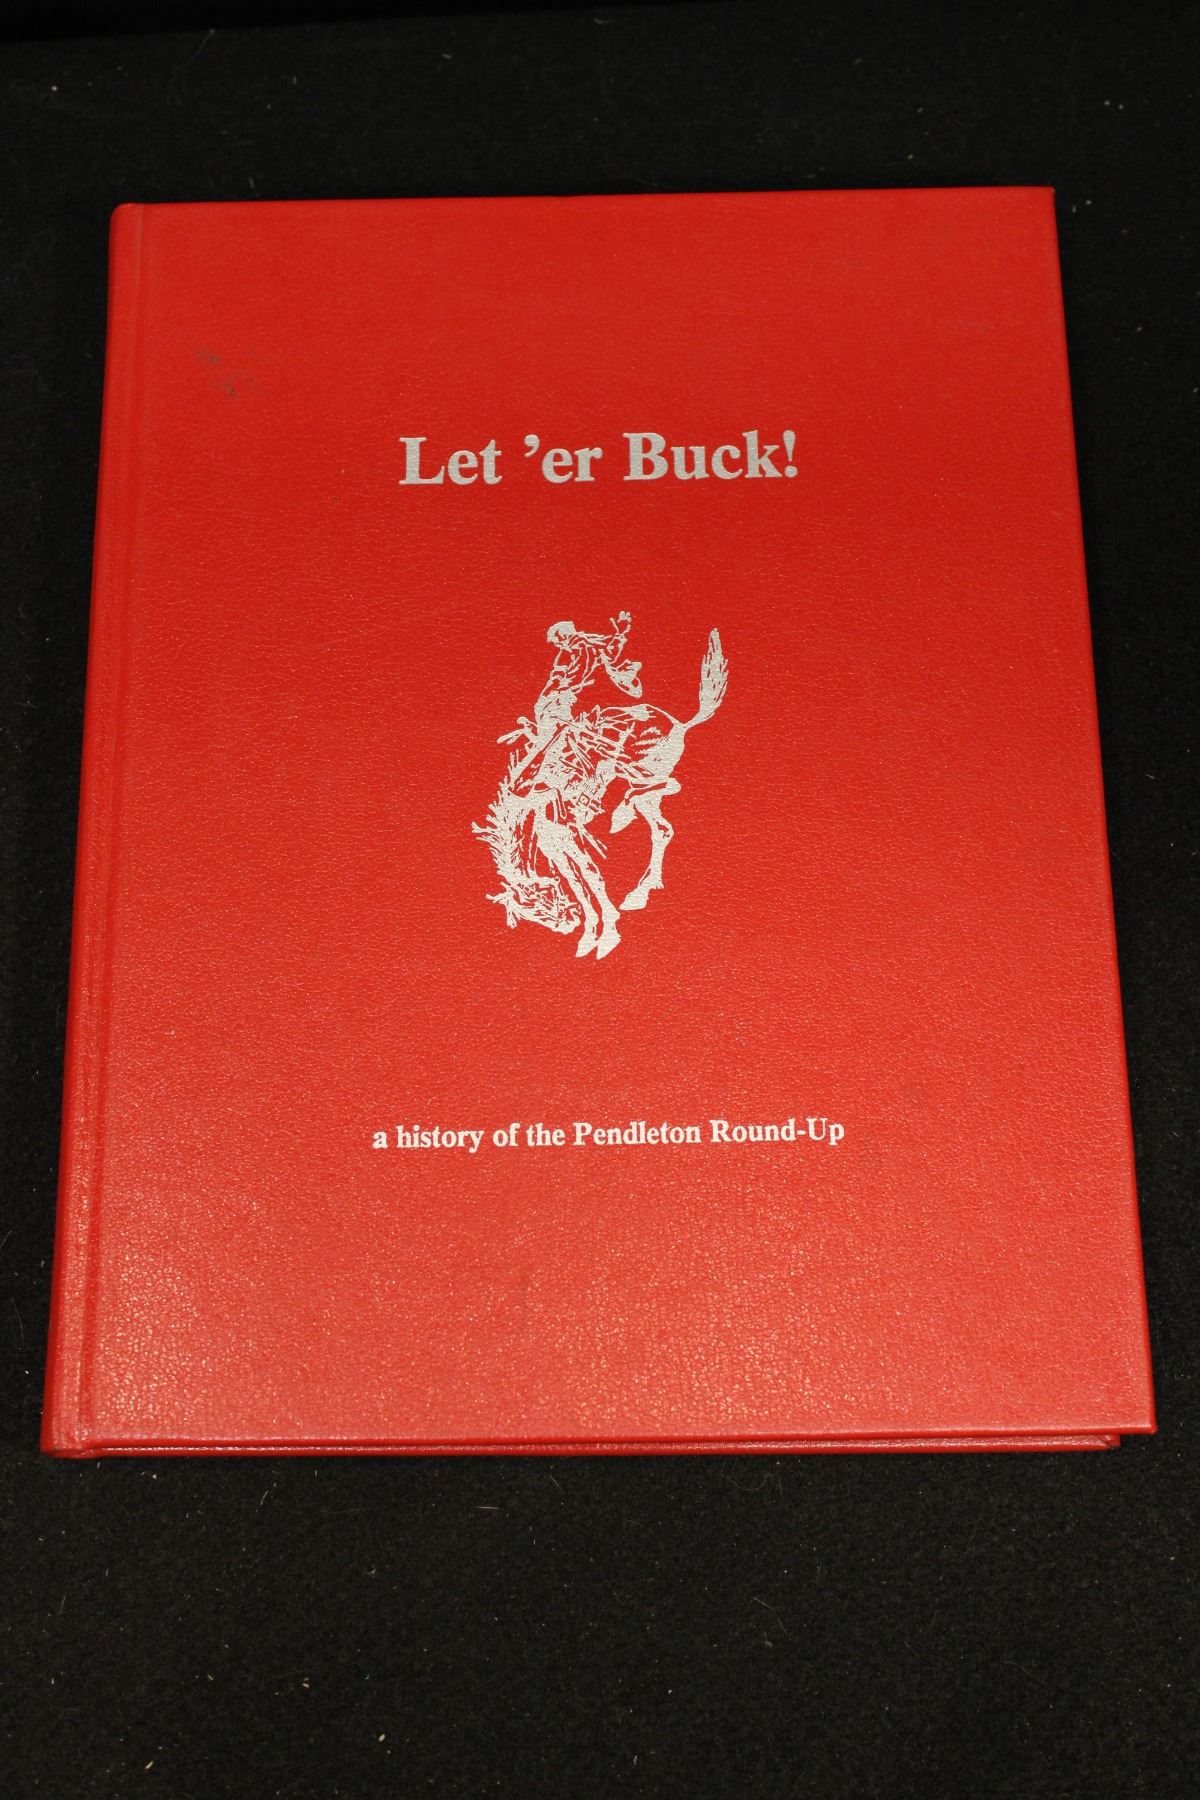 Let ’er Buck!
a history of the Pendleton Round-Up